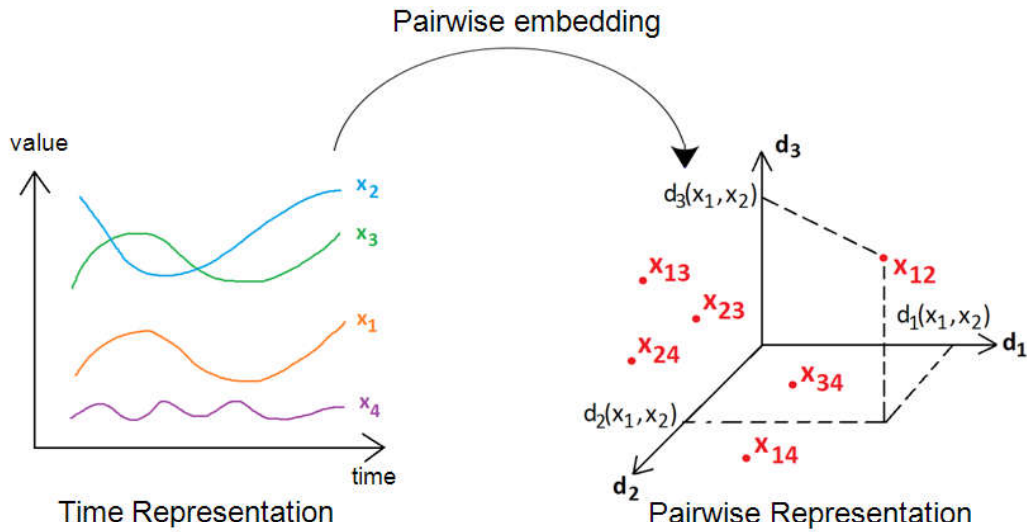 Pairwise embedding
value
x2
x3
x1
x4
time
Time Representation
d3
d3(x1,x2)
x12
x13
x23
d1(x1,x2)
d1
x24
x34
d2(x1,x2)
x14
d2
Pairwise Representation